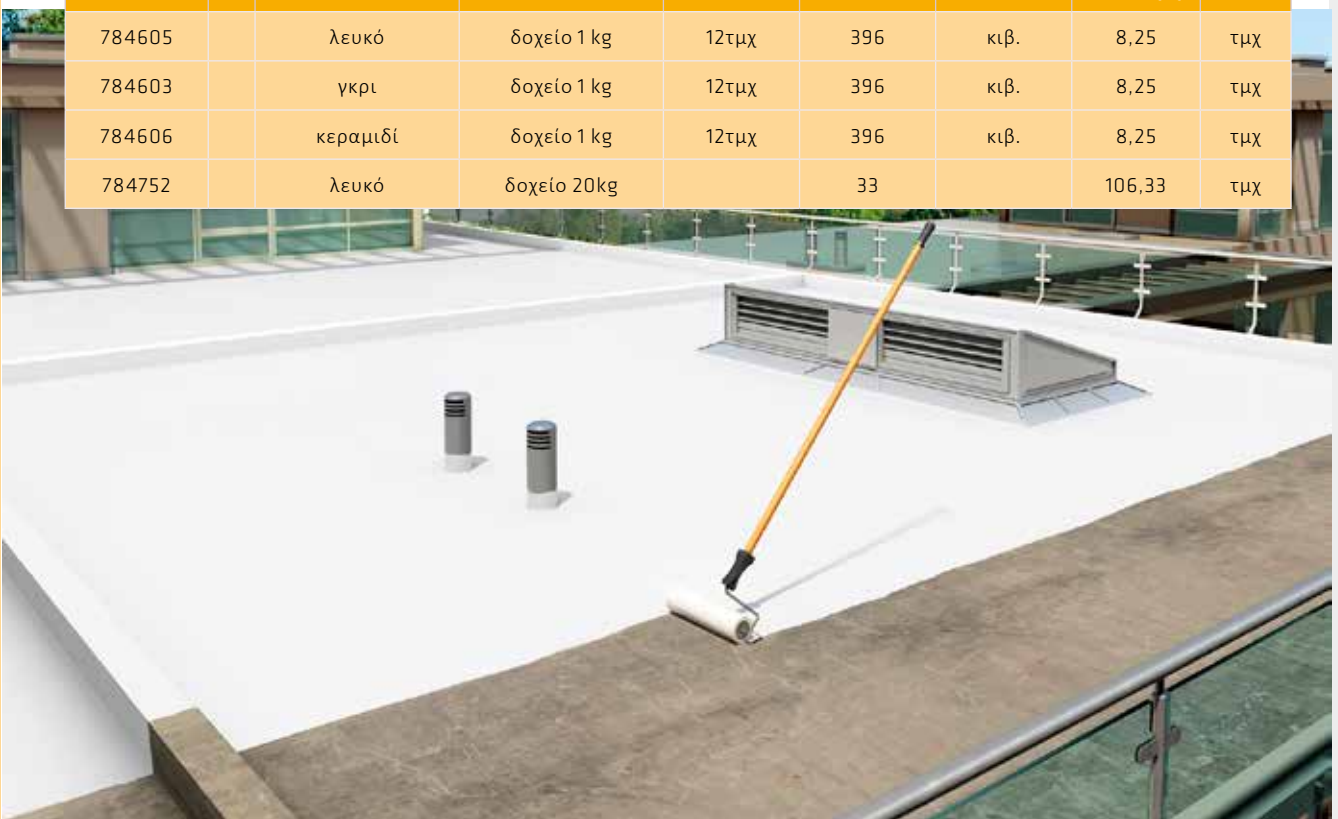 784605 λευκό δοχείο 1 kg 12τμχ 396 κιβ. 8,25 τμχ
784603 γκρι δοχείο 1 kg 12τμχ 396 κιβ. 8,25 τμχ
784606 κεραμιδί δοχείο 1 kg 12τμχ 396 κιβ. 8,25 τμχ
784752 λευκό δοχείο 20kg 33 106,33 τμχ